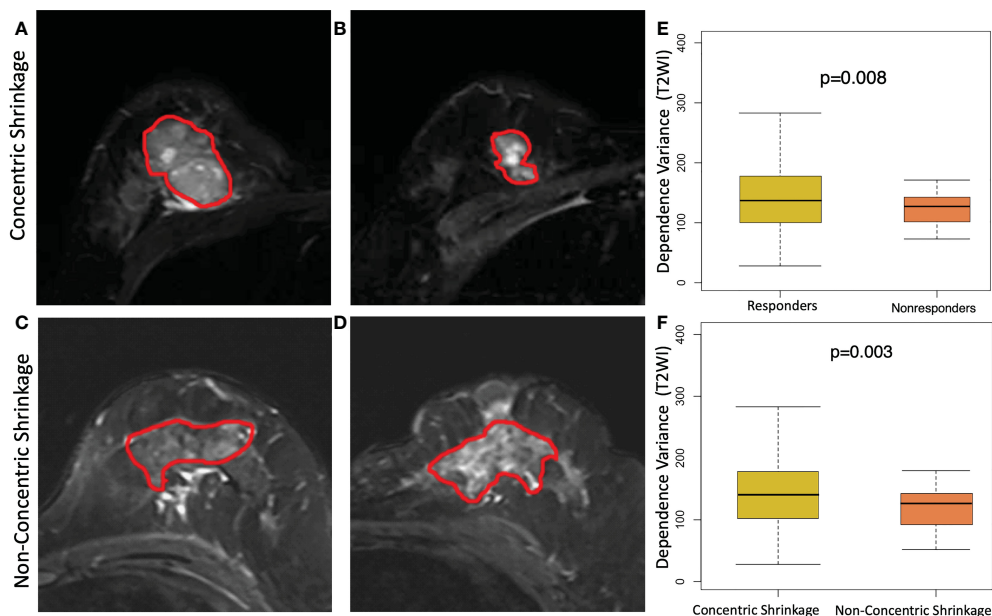 A
B
Concentric Shrinkage
C
D
Non-Concentric Shrinkage
E
Dependence Variance (T2WI)
400
300
200
100
0
p=0.008
Responders
Nonresponders
F
Dependence Variance (T2WI)
400
300
200
100
0
p=0.003
Concentric Shrinkage
Non-Concentric Shrinkage